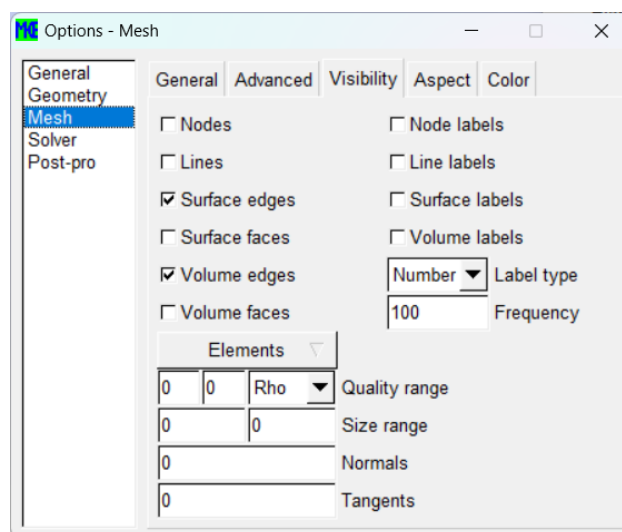 MKE Options - Mesh
General
Geometry
Mesh
Solver
Post-pro
General Advanced Visibility Aspect Color
Nodes Node labels
Lines Line labels
Surface edges Surface labels
Surface faces Volume labels
Volume edges Number Label type
Volume faces 100 Frequency
Elements
0 0 Rho Quality range
0 0 Size range
0 Normals
0 Tangents